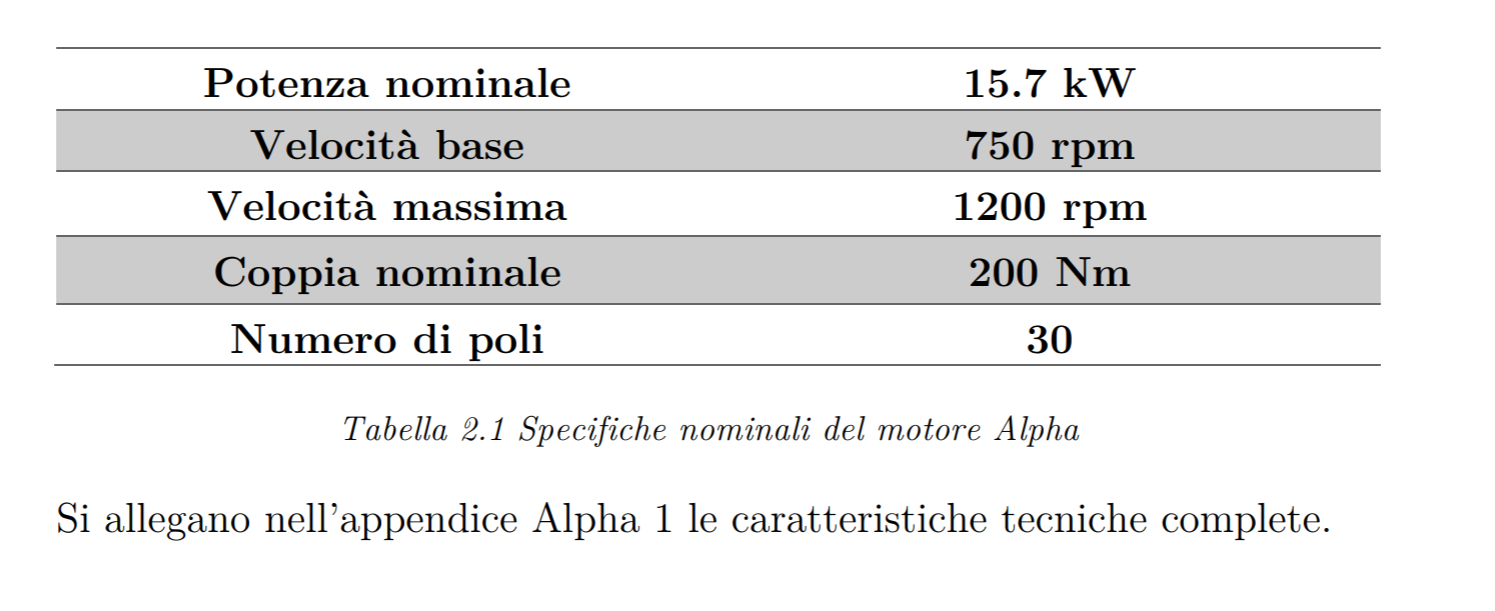 Potenza nominale 15.7 kW
Velocità base 750 rpm
Velocità massima 1200 rpm
Coppia nominale 200 Nm
Numero di poli 30
Tabella 2.1 Specifiche nominali del motore Alpha
Si allegano nell'appendice Alpha 1 le caratteristiche tecniche complete.